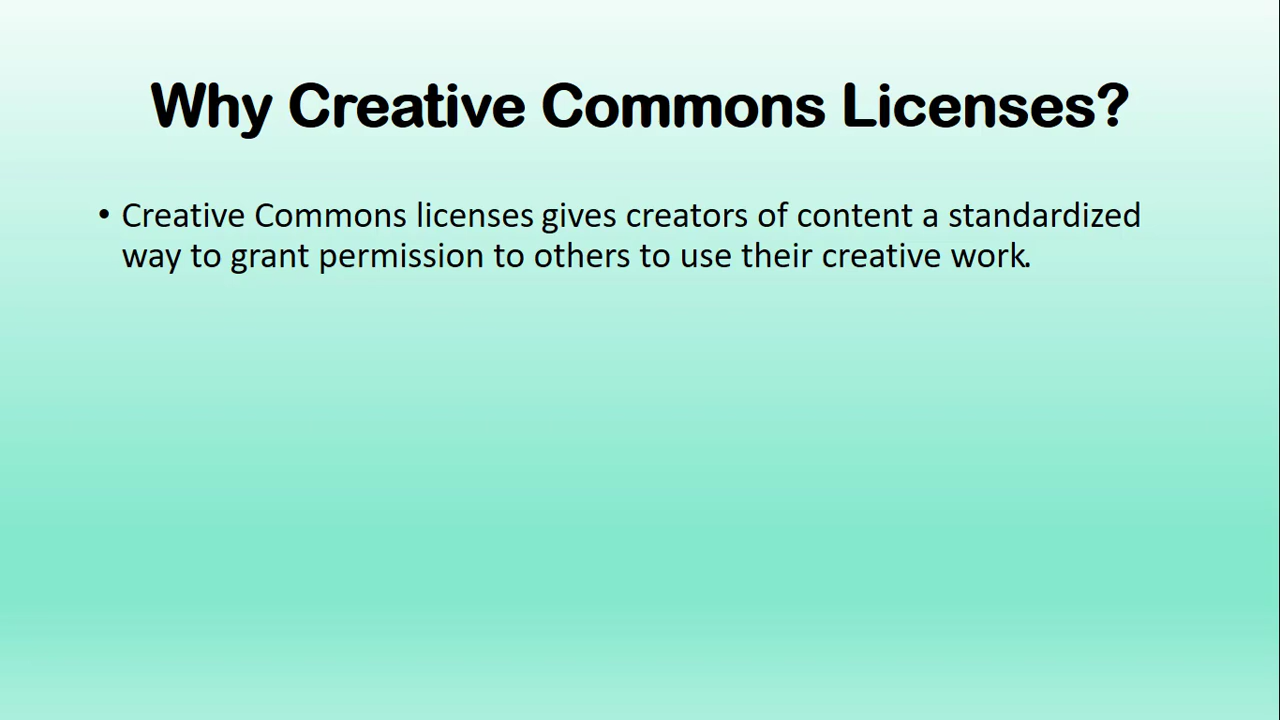 Why Creative Commons Licenses?
• Creative Commons licenses gives creators of content a standardized
way to grant permission to others to use their creative work.